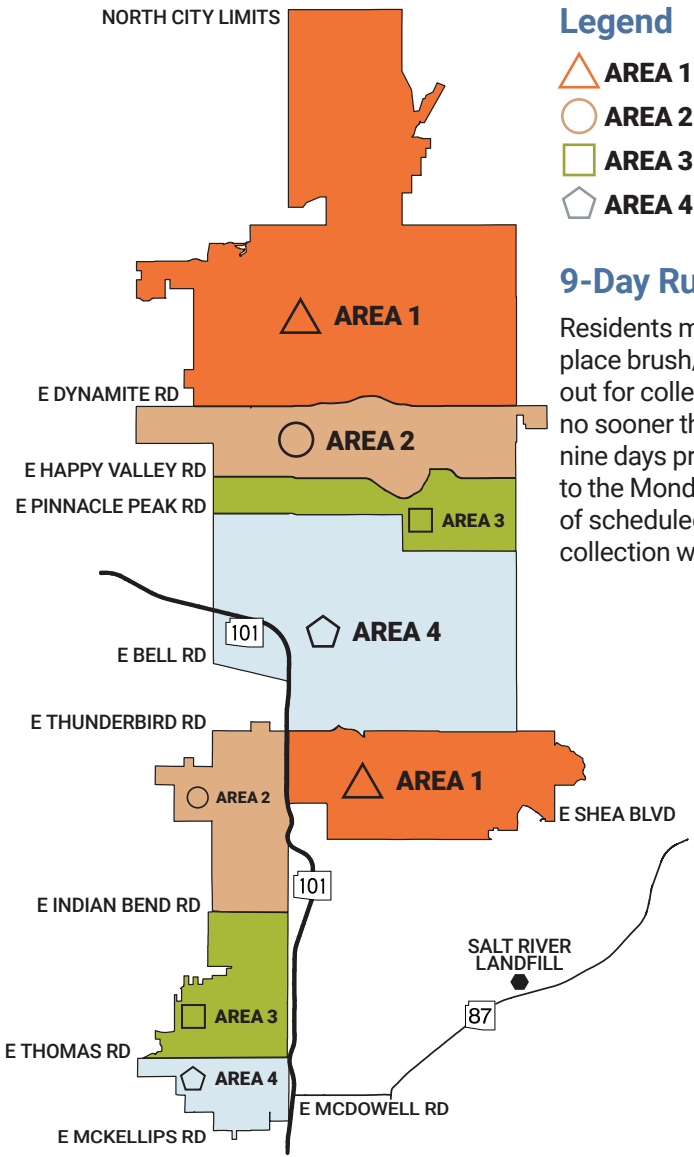 NORTH CITY LIMITS
Legend
AREA 1
AREA 2
AREA 3
AREA 4
9-Day Ru
Residents m
place brush,
out for colle
no sooner th
nine days pr
to the Mond
of scheduled
collection w
AREA 1
E DYNAMITE RD
AREA 2
E HAPPY VALLEY RD
E PINNACLE PEAK RD
AREA 3
101
AREA 4
E BELL RD
E THUNDERBIRD RD
AREA 2
AREA 1
E SHEA BLVD
101
E INDIAN BEND RD
SALT RIVER
LANDFILL
87
AREA 3
E THOMAS RD
AREA 4
E MCDOWELL RD
E MCKELLIPS RD